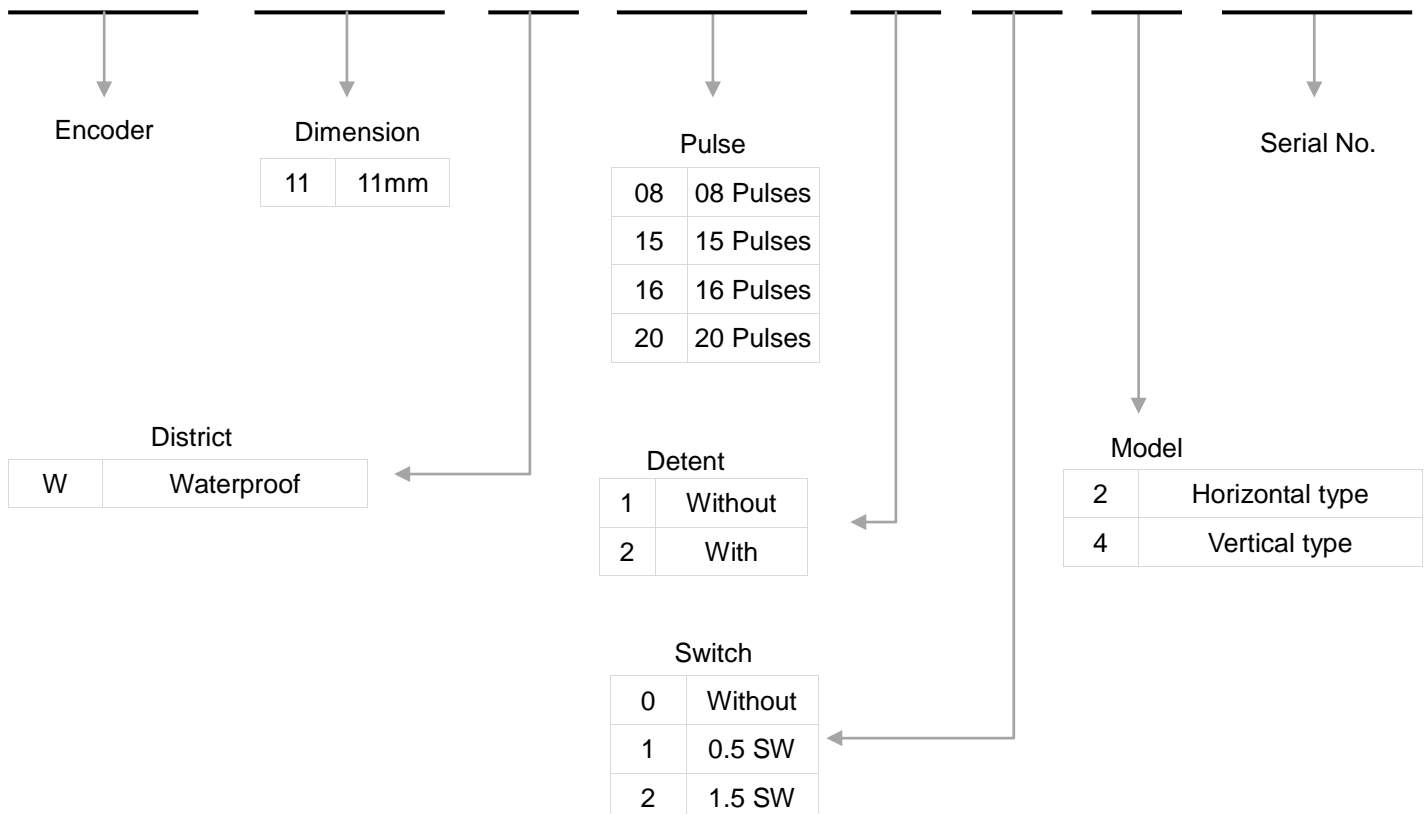 Encoder
Dimension
11 11mm
Pulse
08 08 Pulses
15 15 Pulses
16 16 Pulses
20 20 Pulses
Serial No.
District
W Waterproof
Detent
1 Without
2 With
Model
2 Horizontal type
4 Vertical type
Switch
0 Without
1 0.5 SW
2 1.5 SW